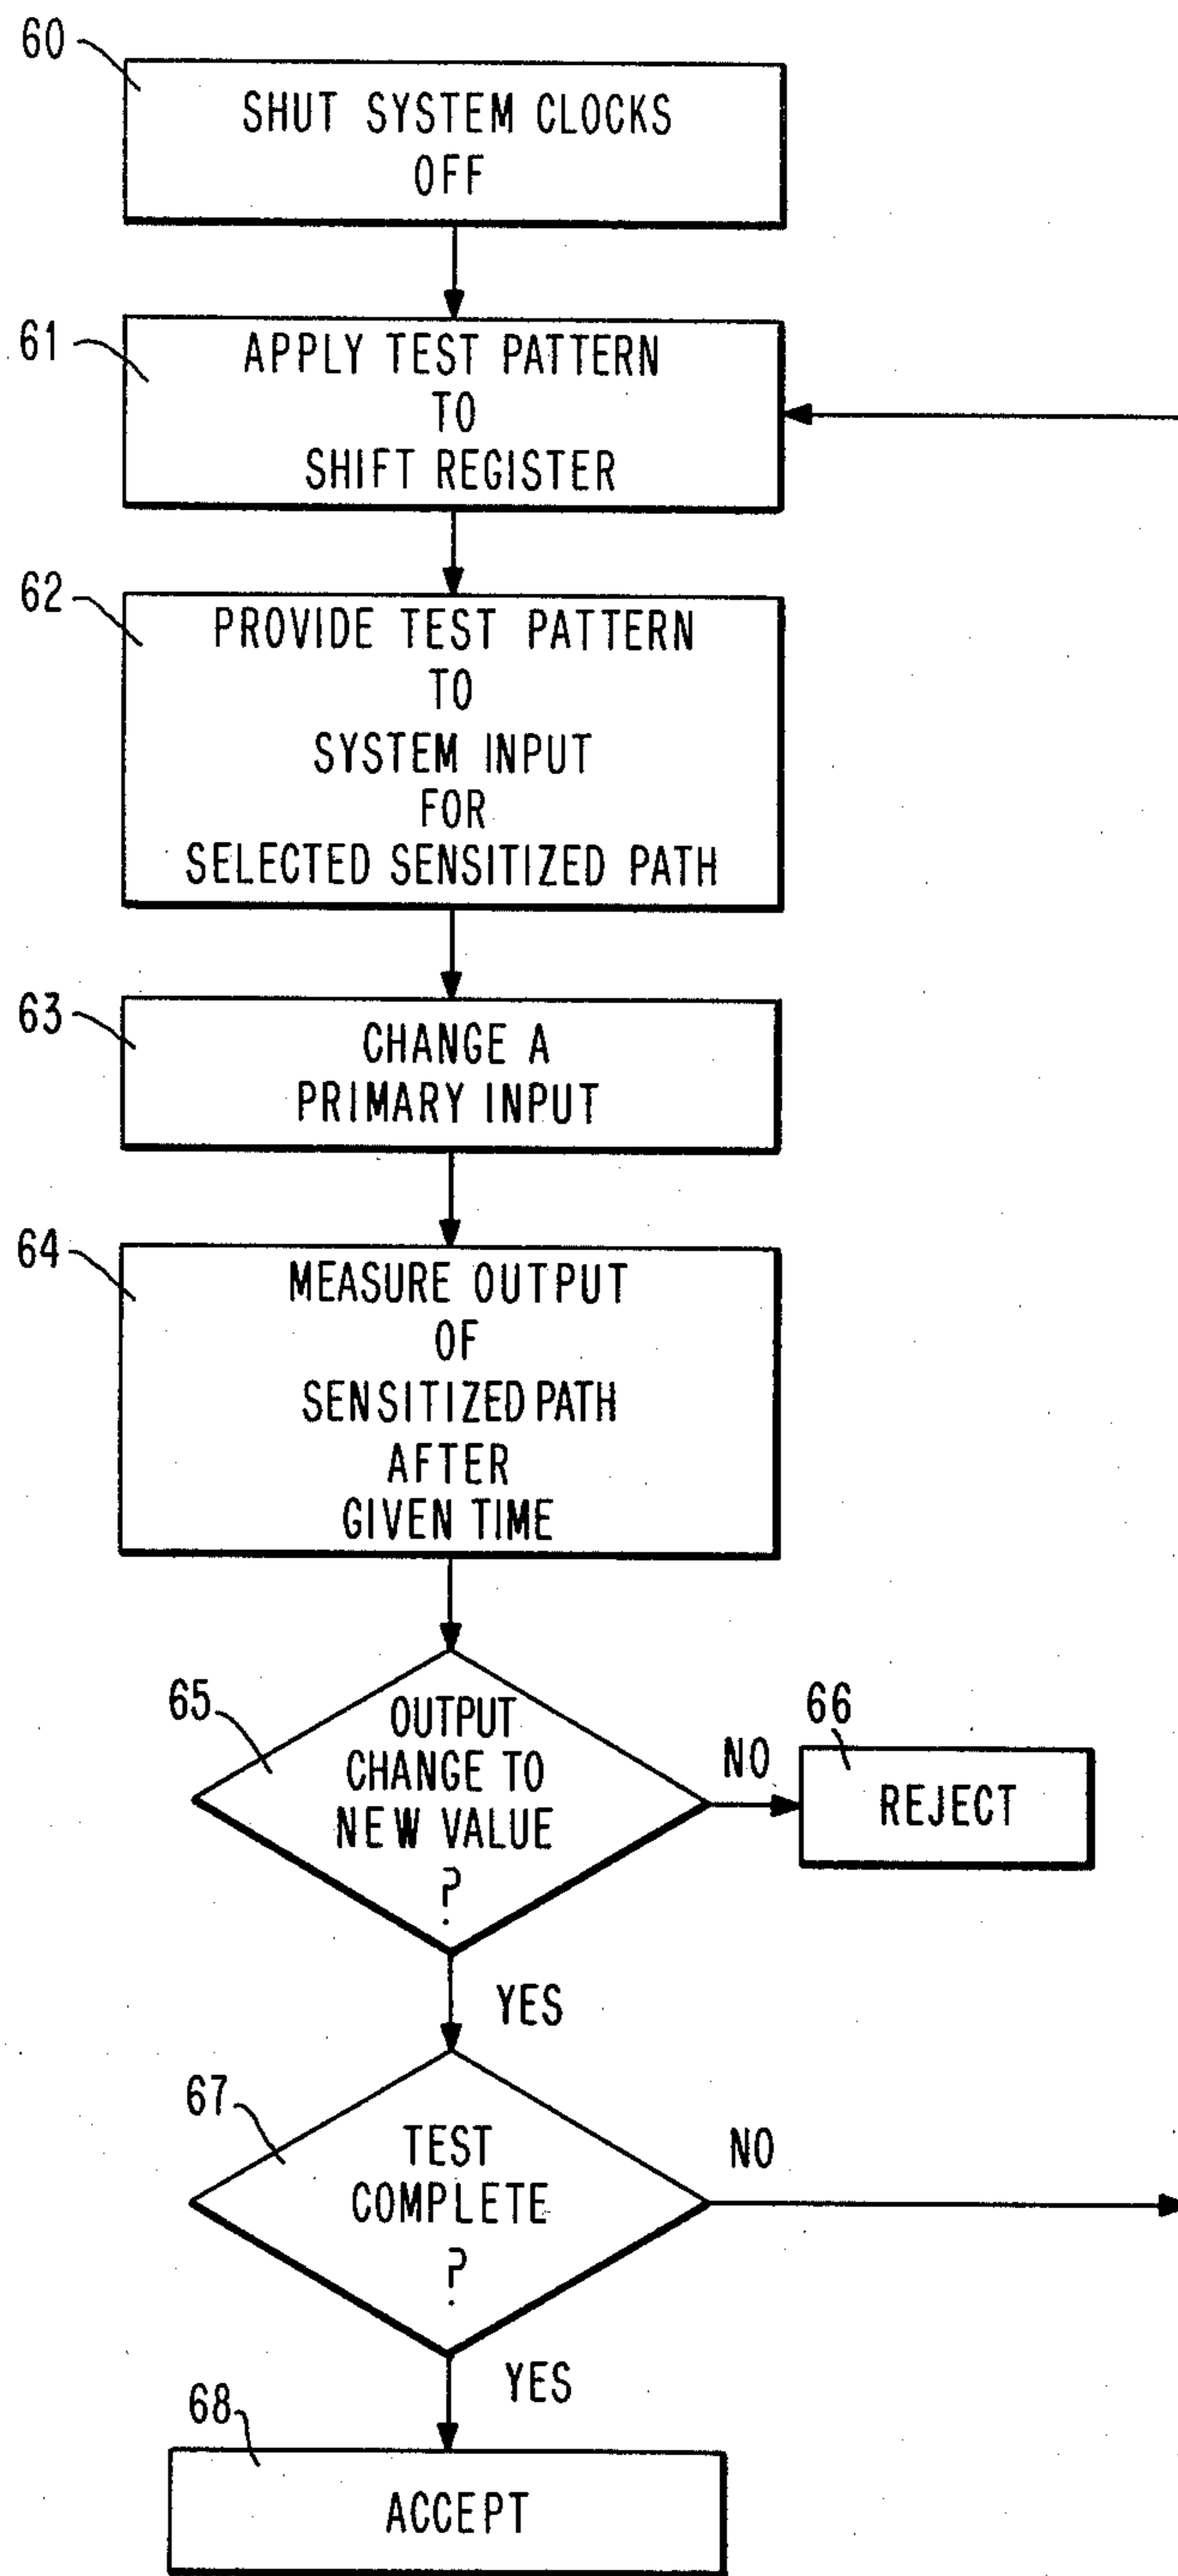 60
SHUT SYSTEM CLOCKS
OFF
61
APPLY TEST PATTERN
TO
SHIFT REGISTER
62
PROVIDE TEST PATTERN
TO
SYSTEM INPUT
FOR
SELECTED SENSITIZED PATH
63
CHANGE A
PRIMARY INPUT
64
MEASURE OUTPUT
OF
SENSITIZED PATH
AFTER
GIVEN TIME
65
OUTPUT
CHANGE TO
NEW VALUE
?
NO
66
REJECT
YES
67
TEST
COMPLETE
?
NO
YES
68
ACCEPT